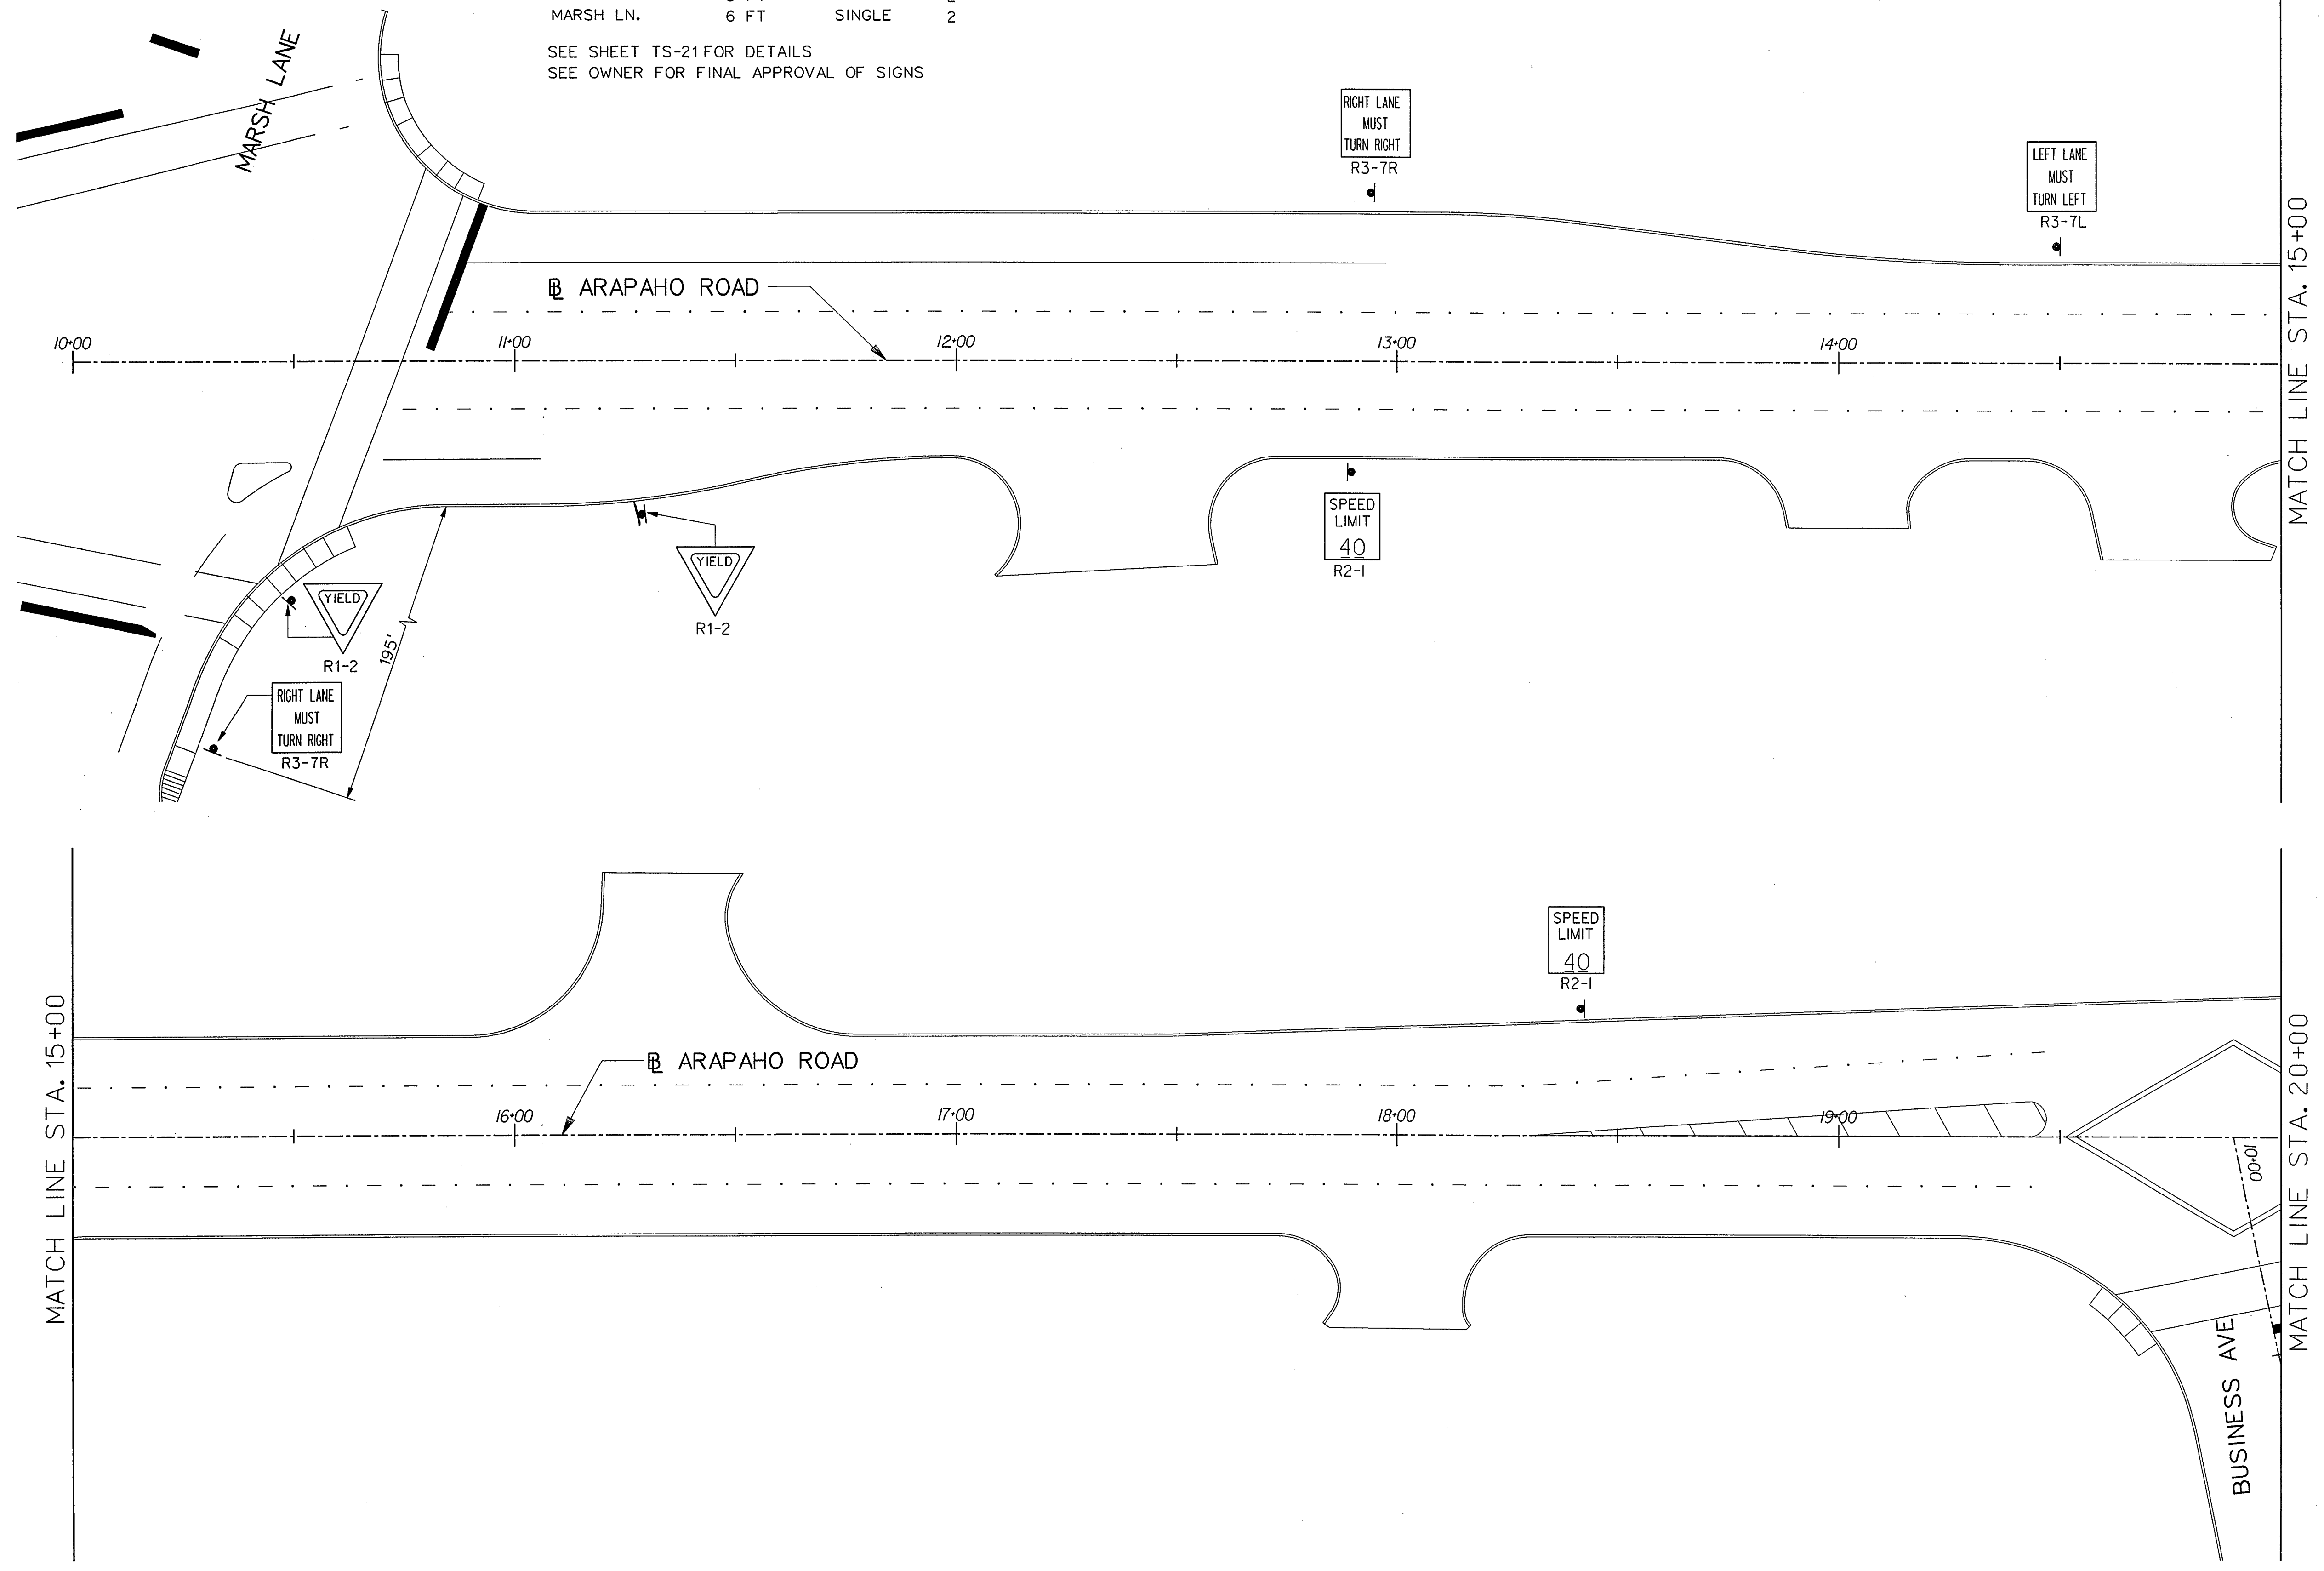 MARSH LN. 6 FT SINGLE 2
SEE SHEET TS-21 FOR DETAILS
SEE OWNER FOR FINAL APPROVAL OF SIGNS
MARSH LANE
RIGHT LANE
MUST
TURN RIGHT
R3-7R
LEFT LANE
MUST
TURN LEFT
R3-7L
MATCH LINE STA. 15+00
BL ARAPAHO ROAD
10+00
11+00
12+00
13+00
14+00
SPEED
LIMIT
40
R2-1
YIELD
R1-2
YIELD
R1-2
195'
RIGHT LANE
MUST
TURN RIGHT
R3-7R
SPEED
LIMIT
40
R2-1
MATCH LINE STA. 15+00
BL ARAPAHO ROAD
16+00
17+00
18+00
19+00
10+00
MATCH LINE STA. 20+00
BUSINESS AVE